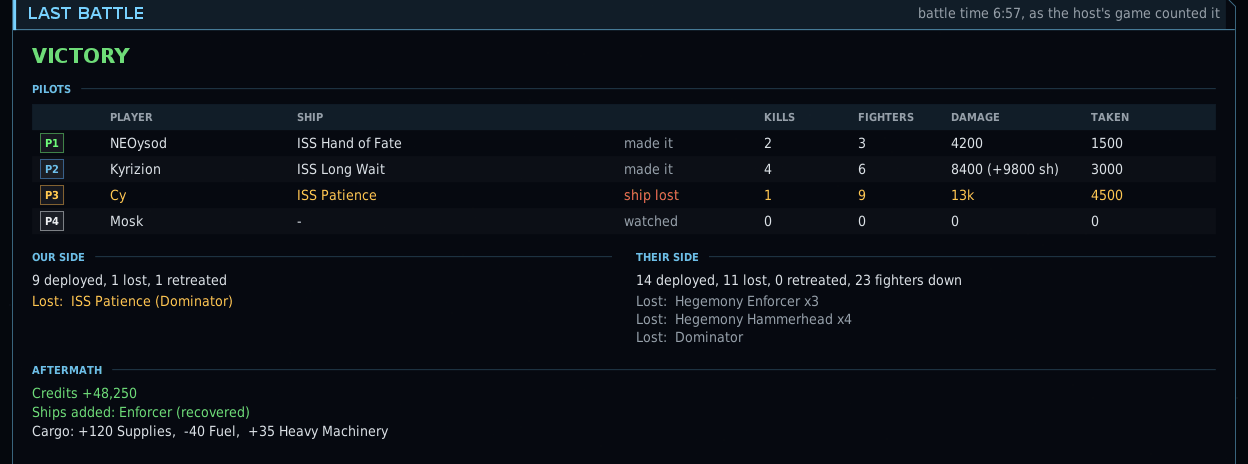 LAST BATTLE battle time 6:57, as the host's game counted it
VICTORY
PILOTS
PLAYER SHIP KILLS FIGHTERS DAMAGE TAKEN
P1 NEOysod ISS Hand of Fate made it 2 3 4200 1500
P2 Kyrizion ISS Long Wait made it 4 6 8400 (+9800 sh) 3000
P3 Cy ISS Patience ship lost 1 9 13k 4500
P4 Mosk - watched 0 0 0 0
OUR SIDE
9 deployed, 1 lost, 1 retreated
Lost: ISS Patience (Dominator)
THEIR SIDE
14 deployed, 11 lost, 0 retreated, 23 fighters down
Lost: Hegemony Enforcer x3
Lost: Hegemony Hammerhead x4
Lost: Dominator
AFTERMATH
Credits +48,250
Ships added: Enforcer (recovered)
Cargo: +120 Supplies, -40 Fuel, +35 Heavy Machinery